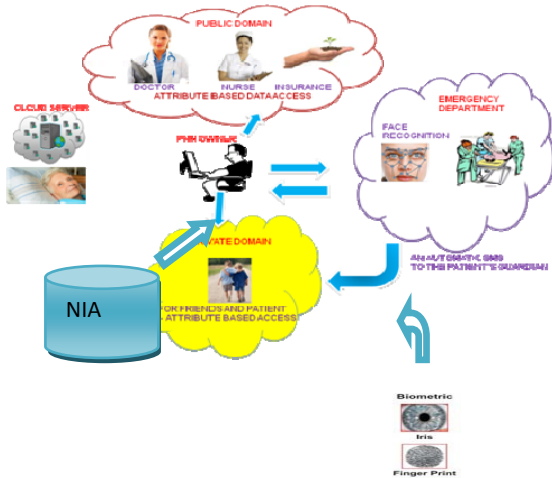 PUBLIC DOMAIN
DOCTOR
NURSE
INSURANCE
ATTRIBUTE BASED DATA ACCESS
CLOUD SERVER
PHR OWNER
EMERGENCY
DEPARTMENT
FACE
RECOGNITION
AN AUTOMATIC SMS
TO THE PATIENT'S GUARDIAN
VATE DOMAIN
FOR FRIENDS AND PATIENT
ATTRIBUTE BASED ACCESS
NIA
Biometric
Iris
Finger Print